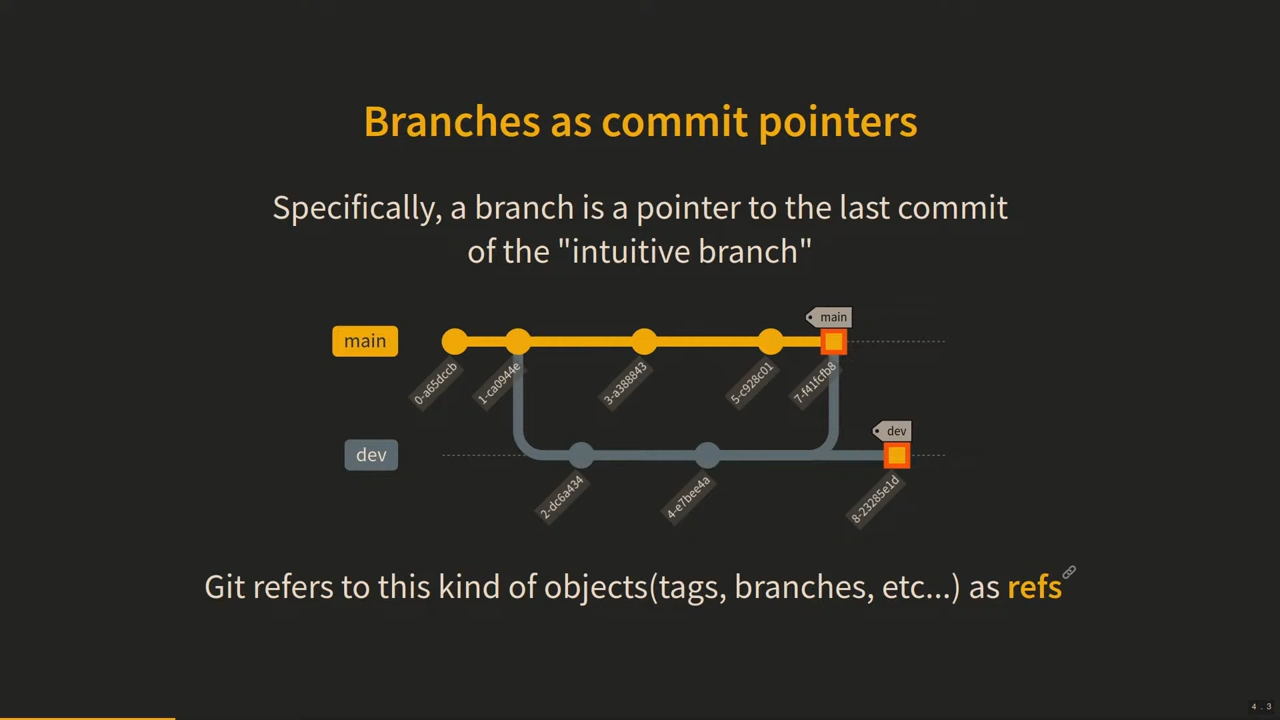 Branches as commit pointers
Specifically, a branch is a pointer to the last commit
of the "intuitive branch"
main
main
0-a65dccb
1-ca0944e
3-a388843
5-c928c01
7-f41fcfb8
dev
dev
2-dc6a434
4-e7bee4a
8-23285e1d
Git refers to this kind of objects(tags, branches, etc...) as refs
4.3